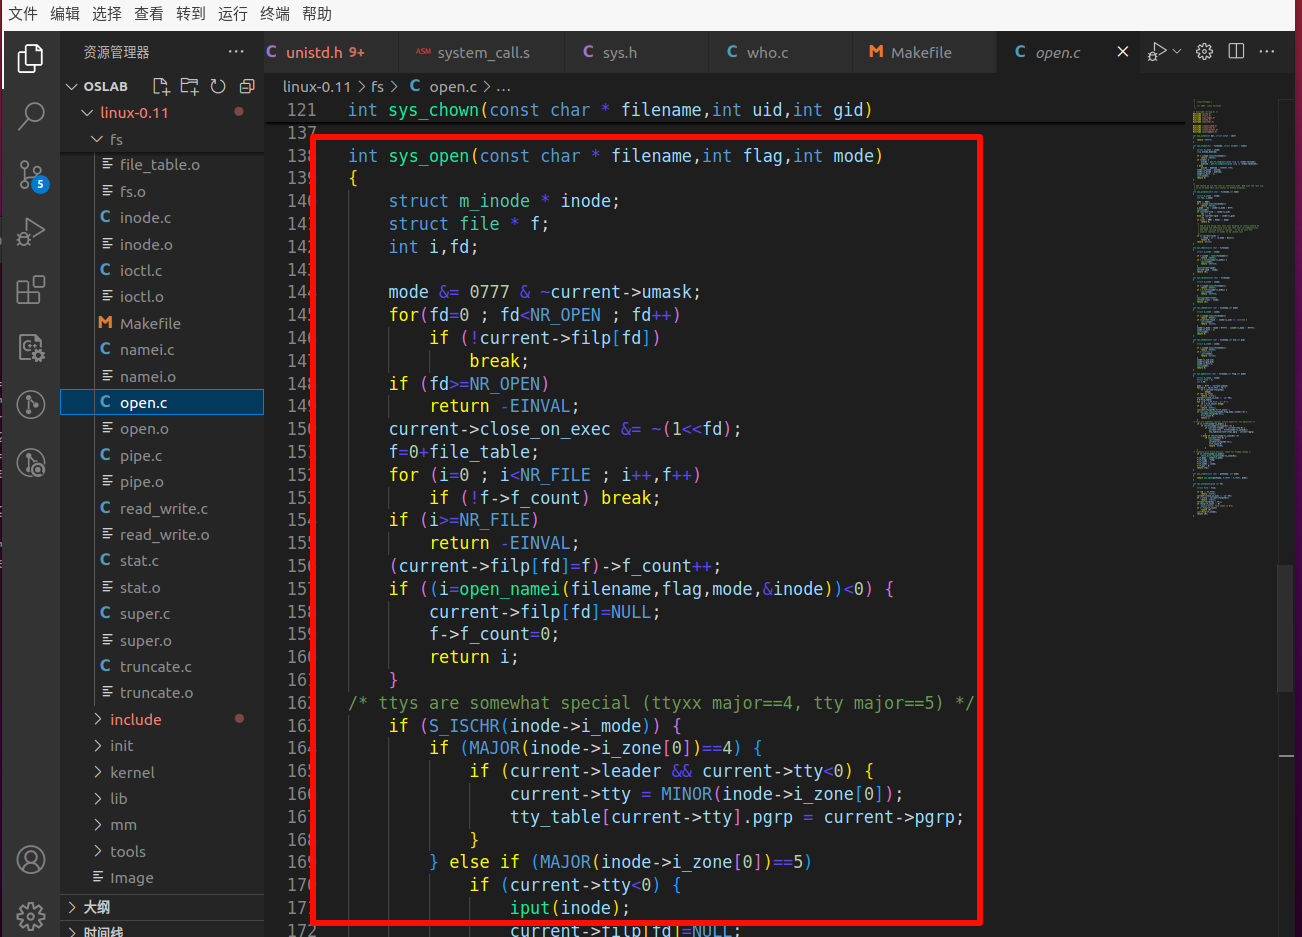 文件 编辑 选择 查看 转到 运行 终端 帮助
资源管理器 ···
C unistd.h 9+ ASM system_call.s C sys.h C who.c M Makefile C open.c × ···
OSLAB
linux-0.11 > fs > C open.c > ...
linux-0.11
fs
file_table.o
fs.o
C inode.c
inode.o
C ioctl.c
ioctl.o
M Makefile
C namei.c
namei.o
C open.c
open.o
C pipe.c
pipe.o
C read_write.c
read_write.o
C stat.c
stat.o
C super.c
super.o
C truncate.c
truncate.o
include
init
kernel
lib
mm
tools
Image
大纲
时间线
5
121 int sys_chown(const char * filename,int uid,int gid)
137
138 int sys_open(const char * filename,int flag,int mode)
139 {
140 struct m_inode * inode;
141 struct file * f;
142 int i,fd;
143
144 mode &= 0777 & ~current->umask;
145 for(fd=0 ; fd<NR_OPEN ; fd++)
146 if (!current->filp[fd])
147 break;
148 if (fd>=NR_OPEN)
149 return -EINVAL;
150 current->close_on_exec &= ~(1<<fd);
151 f=0+file_table;
152 for (i=0 ; i<NR_FILE ; i++,f++)
153 if (!f->f_count) break;
154 if (i>=NR_FILE)
155 return -EINVAL;
156 (current->filp[fd]=f)->f_count++;
157 if ((i=open_namei(filename,flag,mode,&inode))<0) {
158 current->filp[fd]=NULL;
159 f->f_count=0;
160 return i;
161 }
162 /* ttys are somewhat special (ttyxx major==4, tty major==5) */
163 if (S_ISCHR(inode->i_mode)) {
164 if (MAJOR(inode->i_zone[0])==4) {
165 if (current->leader && current->tty<0) {
166 current->tty = MINOR(inode->i_zone[0]);
167 tty_table[current->tty].pgrp = current->pgrp;
168 }
169 } else if (MAJOR(inode->i_zone[0])==5)
170 if (current->tty<0) {
171 iput(inode);
172 current->filp[fd]=NULL;